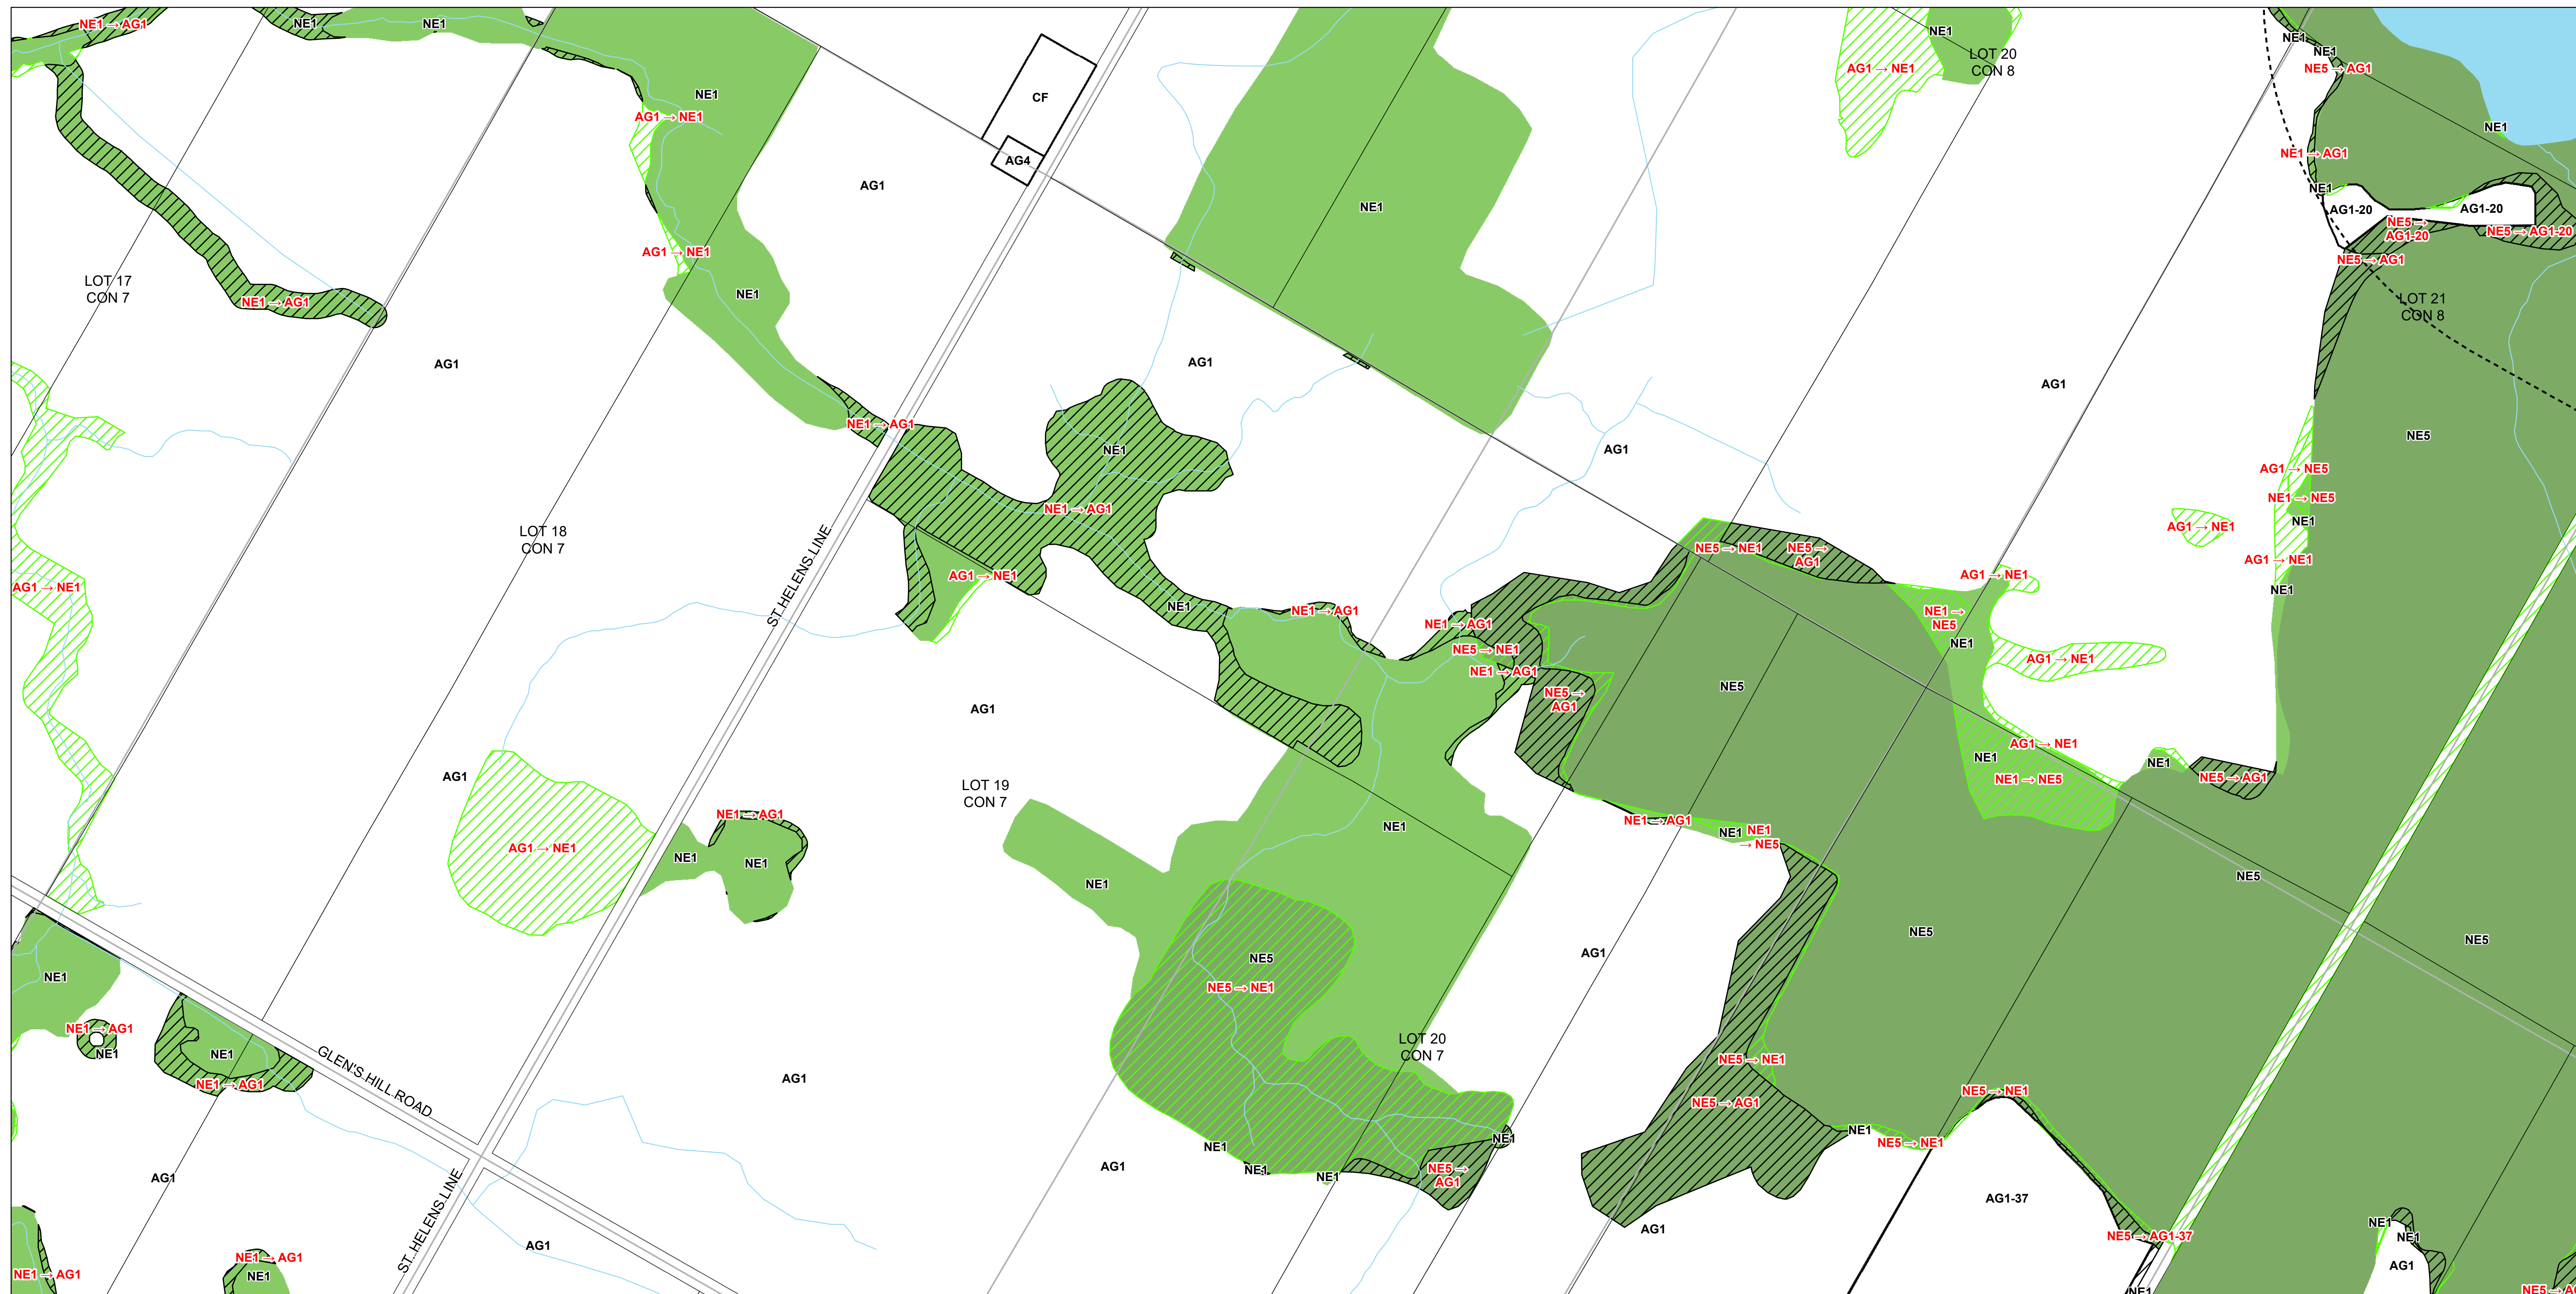 NE1 → AG1
NE1
NE1
NE1
LOT 20
CON 8
NE1
NE1
NE5 → AG1
AG1 → NE1
NE1
CF
AG1 → NE1
NE1
AG4
NE1 → AG1
AG1
NE1
NE1
AG1-20
AG1-20
NE5 →
AG1-20
NE5 → AG1-20
AG1 → NE1
NE5 → AG1
LOT 17
CON 7
NE1
NE1 → AG1
LOT 21
CON 8
AG1
AG1
AG1
NE1 → AG1
NE5
NE1
AG1
AG1 → NE5
NE1 → NE5
NE1 → AG1
NE1
AG1 → NE1
LOT 18
CON 7
ST. HELENS LINE
NE5 → NE1
NE5 →
AG1
AG1 → NE1
AG1 → NE1
AG1 → NE1
AG1 → NE1
NE1
NE1
NE1 → AG1
NE1 →
NE5
NE1 → AG1
NE1
NE5 → NE1
AG1 → NE1
NE1 → AG1
NE5
NE5 →
AG1
AG1
AG1 → NE1
NE1
NE1
AG1
NE5 → AG1
NE1 → NE5
LOT 19
CON 7
NE1 → AG1
NE1 → AG1
NE1
NE1
NE1
→ NE5
AG1 → NE1
NE1
NE1
NE5
NE1
NE5
NE5
AG1
NE5
NE1
NE5 → NE1
NE1 → AG1
NE1
NE1
LOT 20
CON 7
NE5 → NE1
GLEN'S HILL ROAD
NE1 → AG1
AG1
NE5 → NE1
NE5 → AG1
NE1
NE1
NE5 → NE1
NE1
AG1
NE1
NE1
NE5 →
AG1
AG1
ST. HELENS LINE
AG1-37
AG1
NE1
NE5 → AG1-37
NE1
AG1
NE1 → AG1
AG1
NE1 → AG1
NE1
NE1